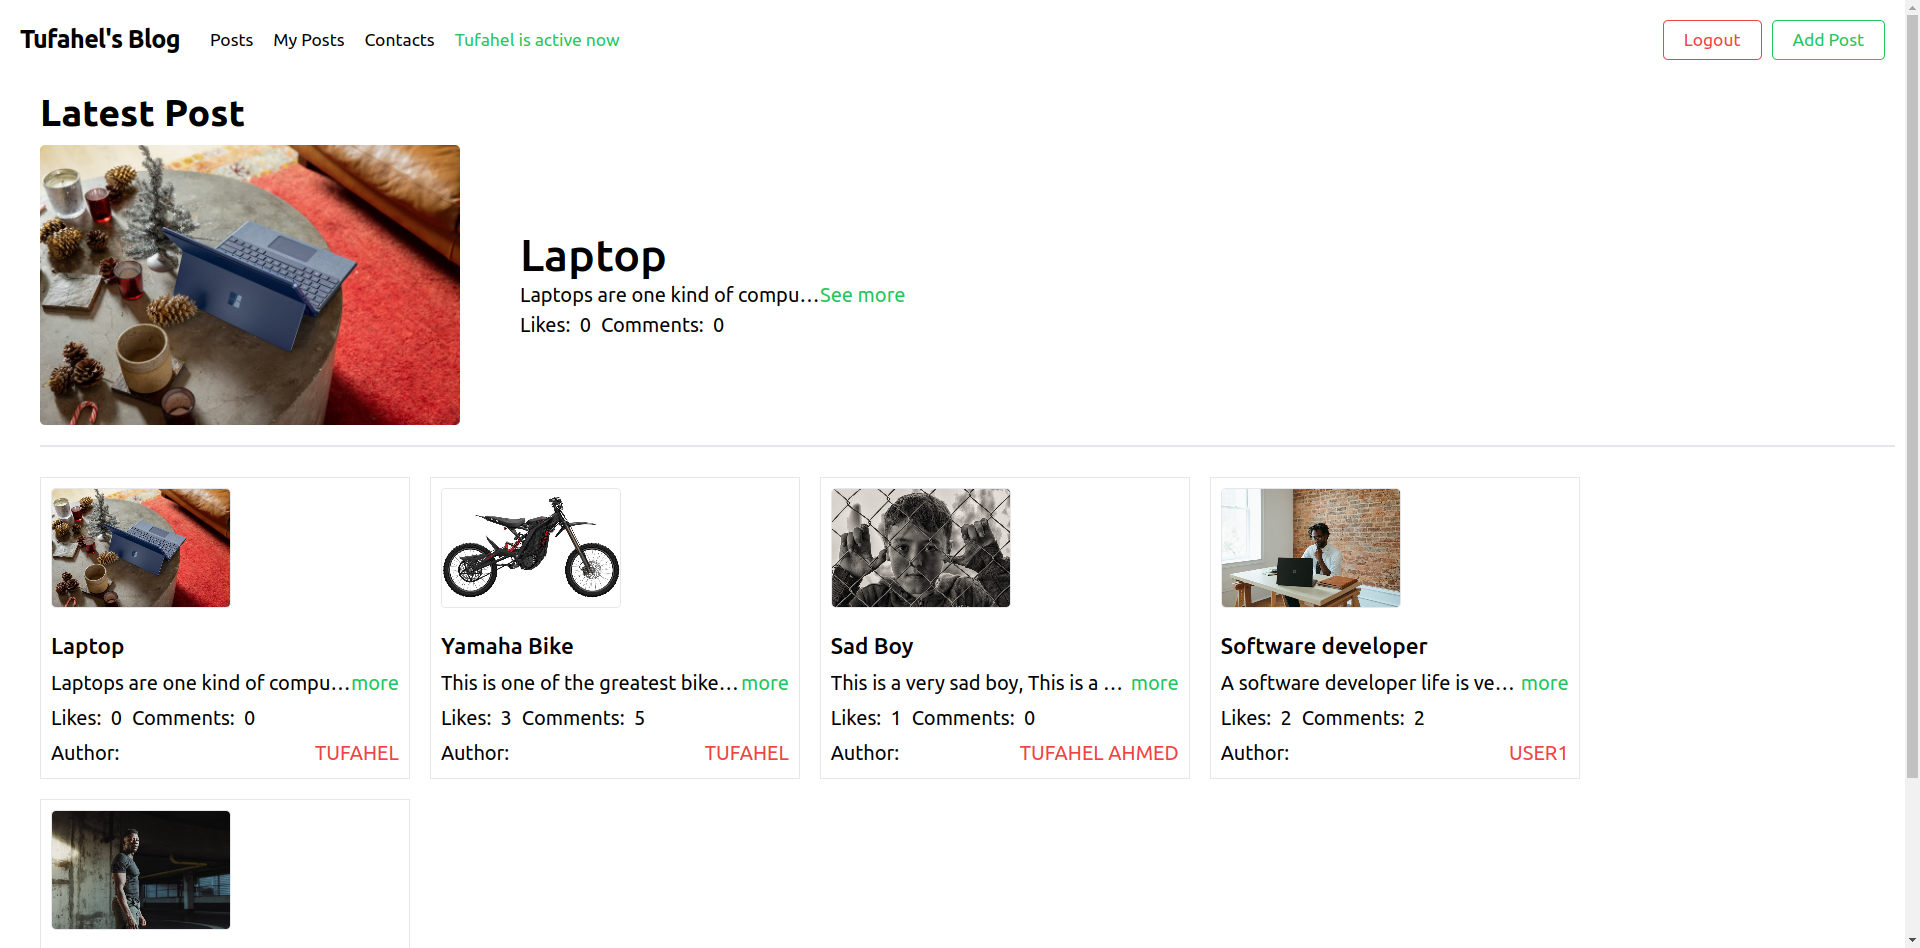 Tufahel's Blog Posts My Posts Contacts Tufahel is active now Logout Add Post
Latest Post
Laptop
Laptops are one kind of compu...See more
Likes: 0 Comments: 0
Laptop
Laptops are one kind of compu...more
Likes: 0 Comments: 0
Author: TUFAHEL
Yamaha Bike
This is one of the greatest bike...more
Likes: 3 Comments: 5
Author: TUFAHEL
Sad Boy
This is a very sad boy, This is a ... more
Likes: 1 Comments: 0
Author: TUFAHEL AHMED
Software developer
A software developer life is ve... more
Likes: 2 Comments: 2
Author: USER1